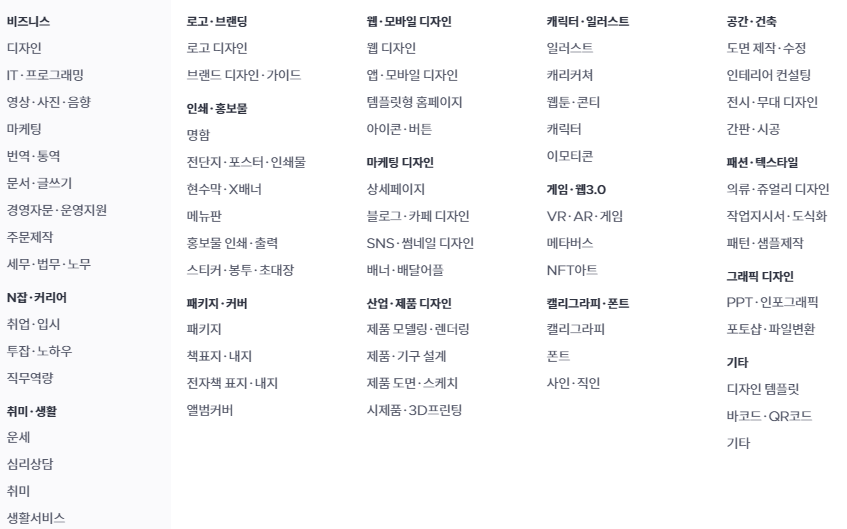 비즈니스
디자인
IT·프로그래밍
영상·사진·음향
마케팅
번역·통역
문서·글쓰기
경영자문·운영지원
주문제작
세무·법무·노무
N잡·커리어
취업·입시
투잡·노하우
직무역량
취미·생활
운세
심리상담
취미
생활서비스
로고·브랜딩
로고 디자인
브랜드 디자인·가이드
인쇄·홍보물
명함
전단지·포스터·인쇄물
현수막·X배너
메뉴판
홍보물 인쇄·출력
스티커·봉투·초대장
패키지·커버
패키지
책표지·내지
전자책 표지·내지
앨범커버
웹·모바일 디자인
웹 디자인
앱·모바일 디자인
템플릿형 홈페이지
아이콘·버튼
마케팅 디자인
상세페이지
블로그·카페 디자인
SNS·썸네일 디자인
배너·배달어플
산업·제품 디자인
제품 모델링·렌더링
제품·기구 설계
제품 도면·스케치
시제품·3D프린팅
캐릭터·일러스트
일러스트
캐리커쳐
웹툰·콘티
캐릭터
이모티콘
게임·웹3.0
VR·AR·게임
메타버스
NFT아트
캘리그라피·폰트
캘리그라피
폰트
사인·직인
공간·건축
도면 제작·수정
인테리어 컨설팅
전시·무대 디자인
간판·시공
패션·텍스타일
의류·쥬얼리 디자인
작업지시서·도식화
패턴·샘플제작
그래픽 디자인
PPT·인포그래픽
포토샵·파일변환
기타
디자인 템플릿
바코드·QR코드
기타